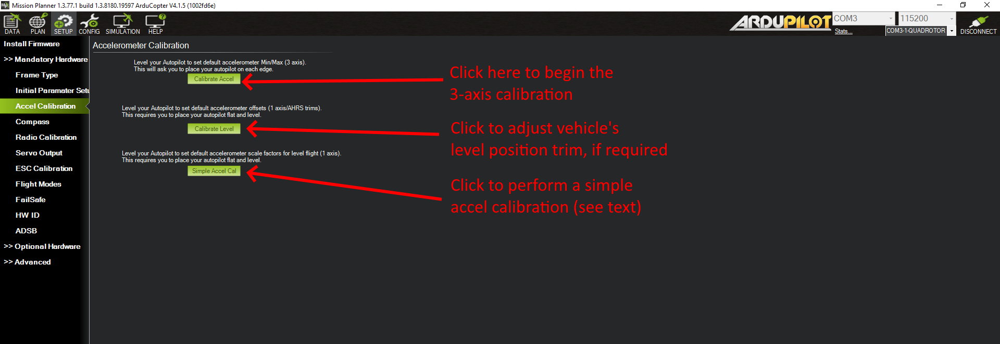 Mission Planner 1.3.77.1 build 1.3.8180.19597 ArduCopter V4.1.5 (1002fd6e)
DATA PLAN SETUP CONFIG SIMULATION HELP
ARDUPILOT
COM3 115200
Stats... COM3-1-QUADROTOR DISCONNECT
Install Firmware
>> Mandatory Hardware
Frame Type
Initial Paramater Setu
Accel Calibration
Compass
Radio Calibration
Servo Output
ESC Calibration
Flight Modes
FailSafe
HW ID
ADSB
>> Optional Hardware
>> Advanced
Accelerometer Calibration
Level your Autopilot to set default accelerometer Min/Max (3 axis).
This will ask you to place your autopilot on each edge.
Calibrate Accel
Click here to begin the
3-axis calibration
Level your Autopilot to set default accelerometer offsets (1 axis/AHRS trims).
This requires you to place your autopilot flat and level.
Calibrate Level
Click to adjust vehicle's
level position trim, if required
Level your Autopilot to set default accelerometer scale factors for level flight (1 axis).
This requires you to place your autopilot flat and level.
Simple Accel Cal
Click to perform a simple
accel calibration (see text)